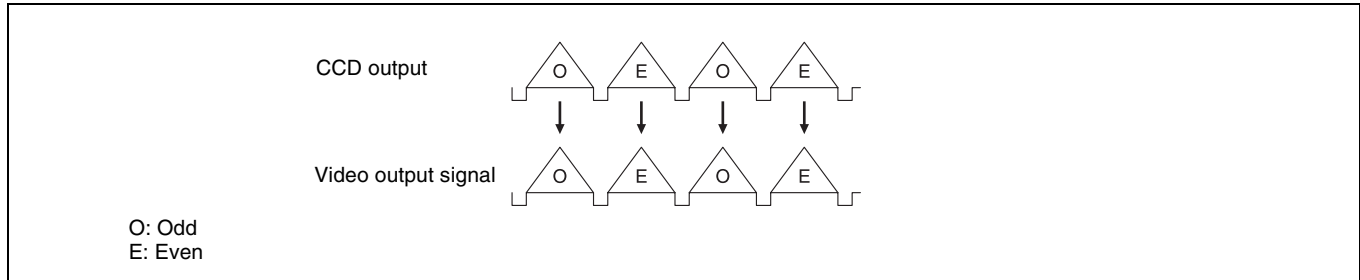 CCD output
O E O E
Video output signal
O E O E
O: Odd
E: Even